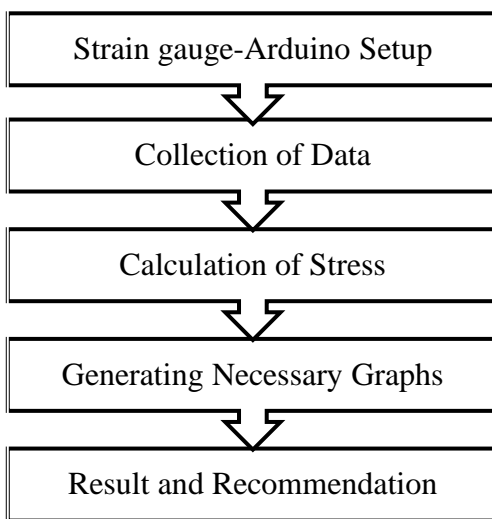 Strain gauge-Arduino Setup
Collection of Data
Calculation of Stress
Generating Necessary Graphs
Result and Recommendation